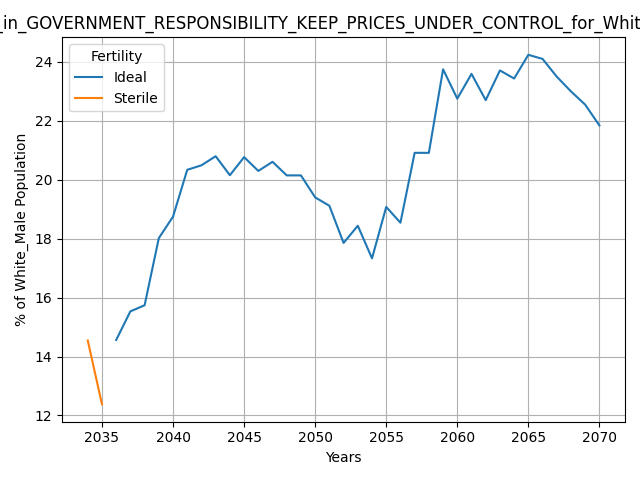 _in_GOVERNMENT_RESPONSIBILITY_KEEP_PRICES_UNDER_CONTROL_for_Whit
Fertility
Ideal
Sterile
% of White_Male Population
24
22
20
18
16
14
12
2035 2040 2045 2050 2055 2060 2065 2070
Years